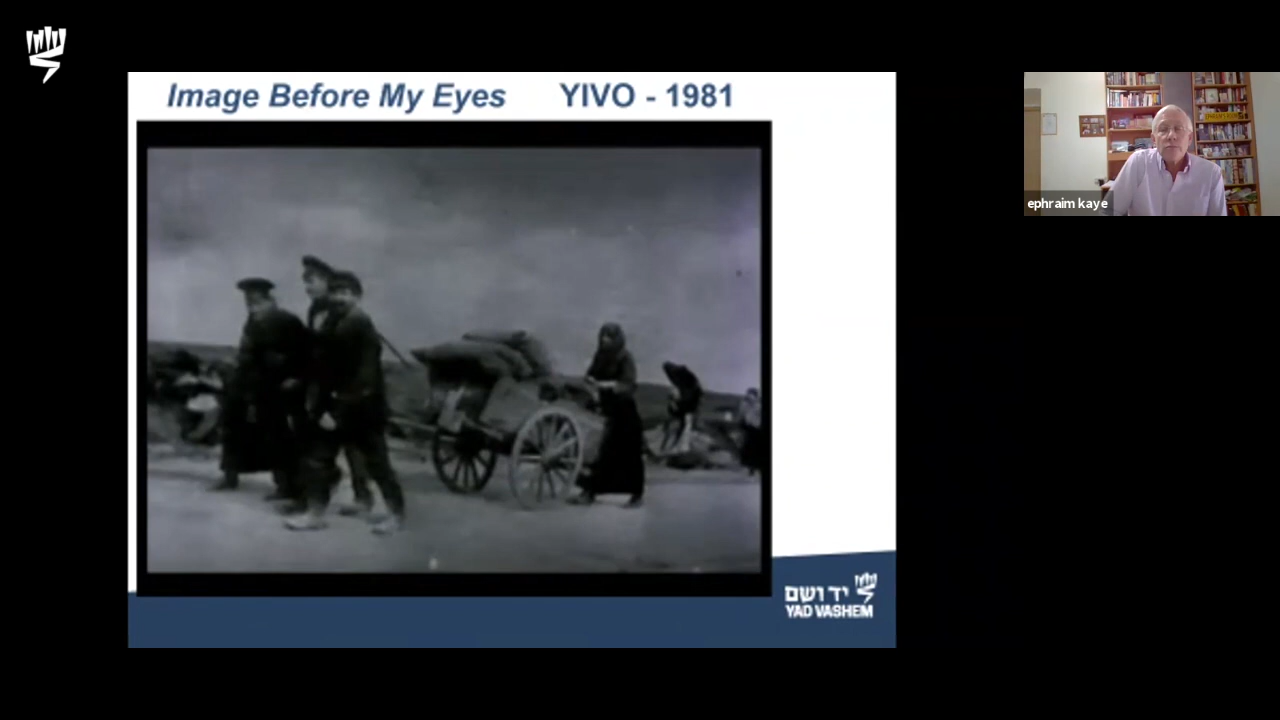 Image Before My Eyes YIVO - 1981
ephraim kaye
יד ושם
YAD VASHEM